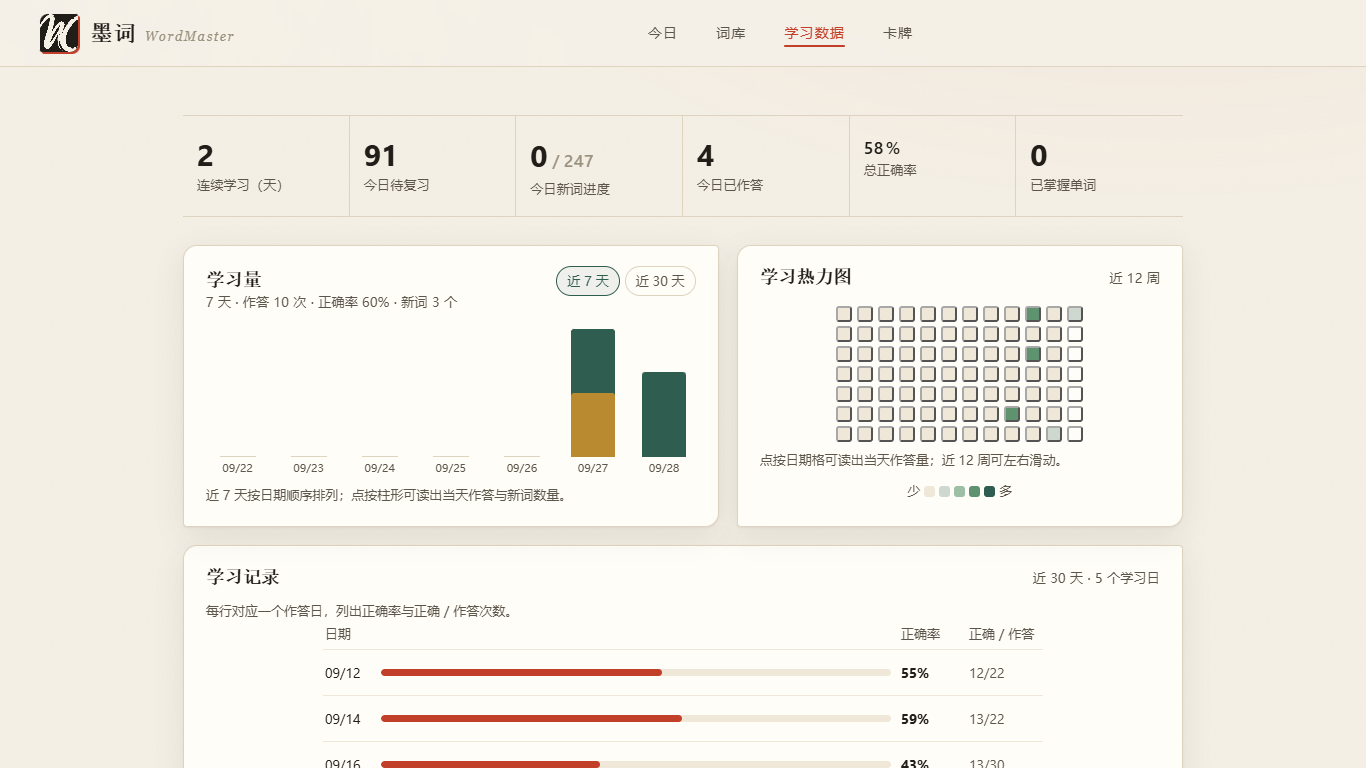 墨词 WordMaster
今日 词库 学习数据 卡牌
2
连续学习（天）
91
今日待复习
0 / 247
今日新词进度
4
今日已作答
58%
总正确率
0
已掌握单词
学习量
近 7 天 近 30 天
7 天 · 作答 10 次 · 正确率 60% · 新词 3 个
09/22 09/23 09/24 09/25 09/26 09/27 09/28
近 7 天按日期顺序排列；点按柱形可读出当天作答与新词数量。
学习热力图
近 12 周
点按日期格可读出当天作答量；近 12 周可左右滑动。
少 多
学习记录
近 30 天 · 5 个学习日
每行对应一个作答日，列出正确率与正确 / 作答次数。
日期 正确率 正确 / 作答
09/12 55% 12/22
09/14 59% 13/22
09/16 43% 13/30